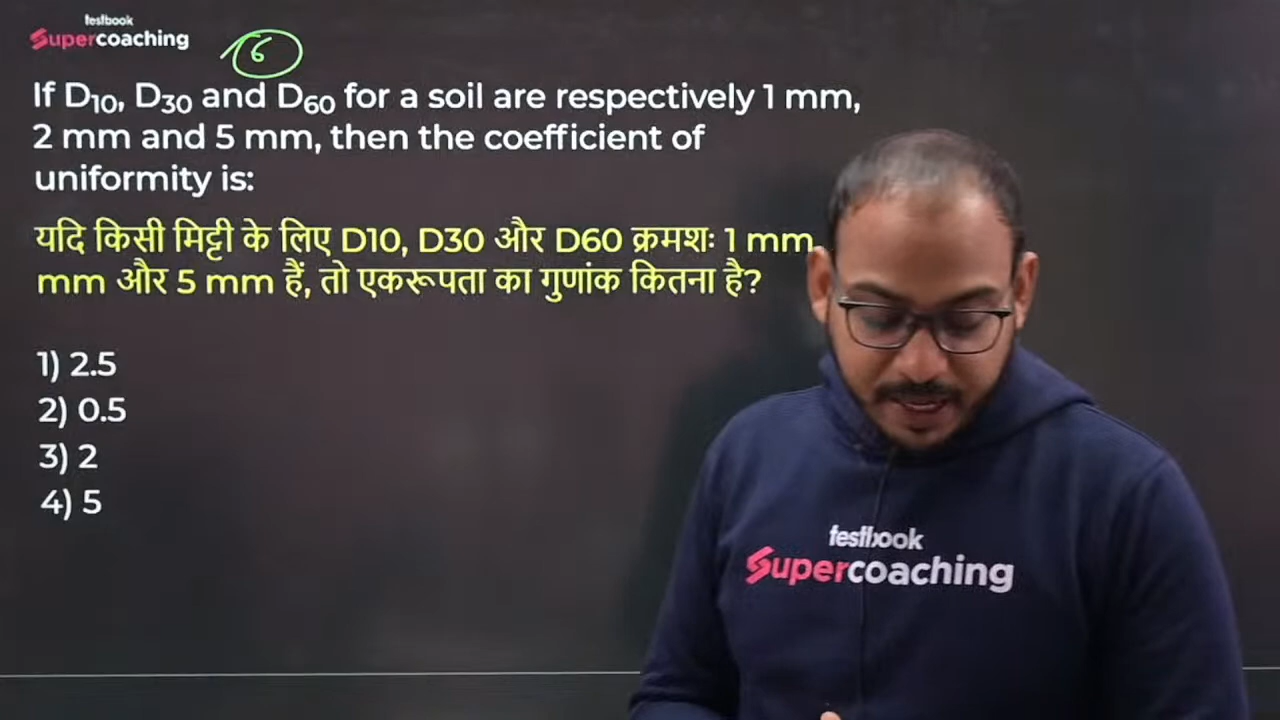 testbook
Supercoaching
6
If D10, D30 and D60 for a soil are respectively 1 mm,
2 mm and 5 mm, then the coefficient of
uniformity is:
यदि किसी मिट्टी के लिए D10, D30 और D60 क्रमशः 1 mm,
mm और 5 mm हैं, तो एकरूपता का गुणांक कितना है?
1) 2.5
2) 0.5
3) 2
4) 5
testbook
Supercoaching